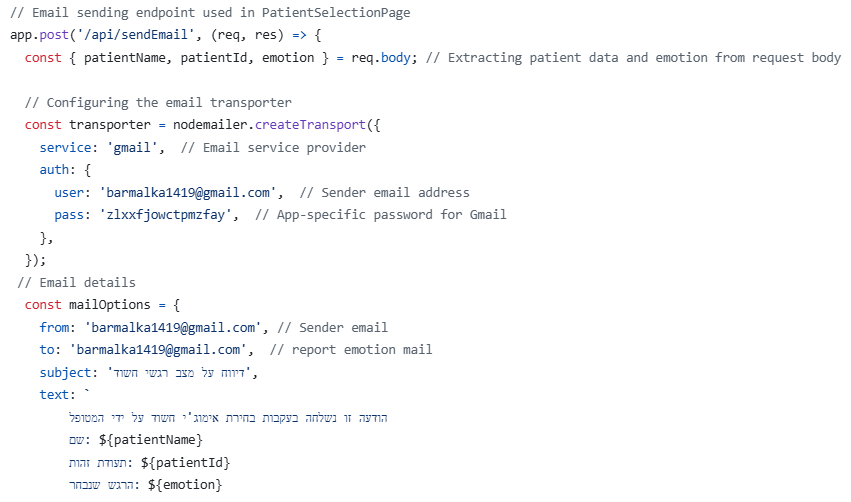 // Email sending endpoint used in PatientSelectionPage
app.post('/api/sendEmail', (req, res) => {
const { patientName, patientId, emotion } = req.body; // Extracting patient data and emotion from request body
// Configuring the email transporter
const transporter = nodemailer.createTransport({
service: 'gmail', // Email service provider
auth: {
user: 'barmalka1419@gmail.com', // Sender email address
pass: 'zlxxfjowctpmzfay', // App-specific password for Gmail
},
});
// Email details
const mailOptions = {
from: 'barmalka1419@gmail.com', // Sender email
to: 'barmalka1419@gmail.com', // report emotion mail
subject: 'דיווח על מצב רגשי חשוד',
text: `
הודעה זו נשלחה בעקבות בחירת אימוג'י חשוד על ידי המטופל
שם: ${patientName}
תעודת זהות: ${patientId}
הרגש שנבחר: ${emotion}